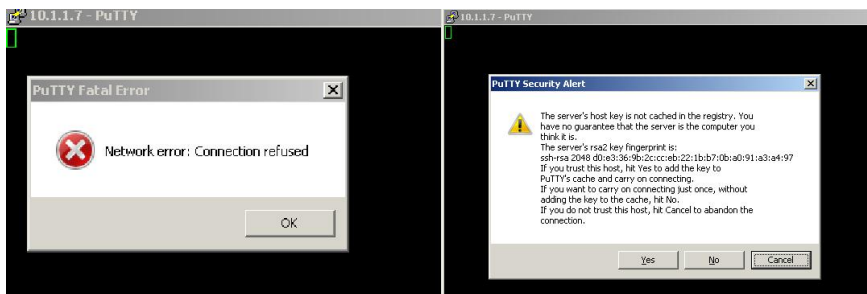 10.1.1.7 - PuTTY
PuTTY Fatal Error
Network error: Connection refused
OK
10.1.1.7 - PuTTY
PuTTY Security Alert
The server's host key is not cached in the registry. You
have no guarantee that the server is the computer you
think it is.
The server's rsa2 key fingerprint is:
ssh-rsa 2048 d0:e3:36:9b:2c:cc:eb:22:1b:b7:0b:a0:91:a3:a4:97
If you trust this host, hit Yes to add the key to
PuTTY's cache and carry on connecting.
If you want to carry on connecting just once, without
adding the key to the cache, hit No.
If you do not trust this host, hit Cancel to abandon the
connection.
Yes No Cancel